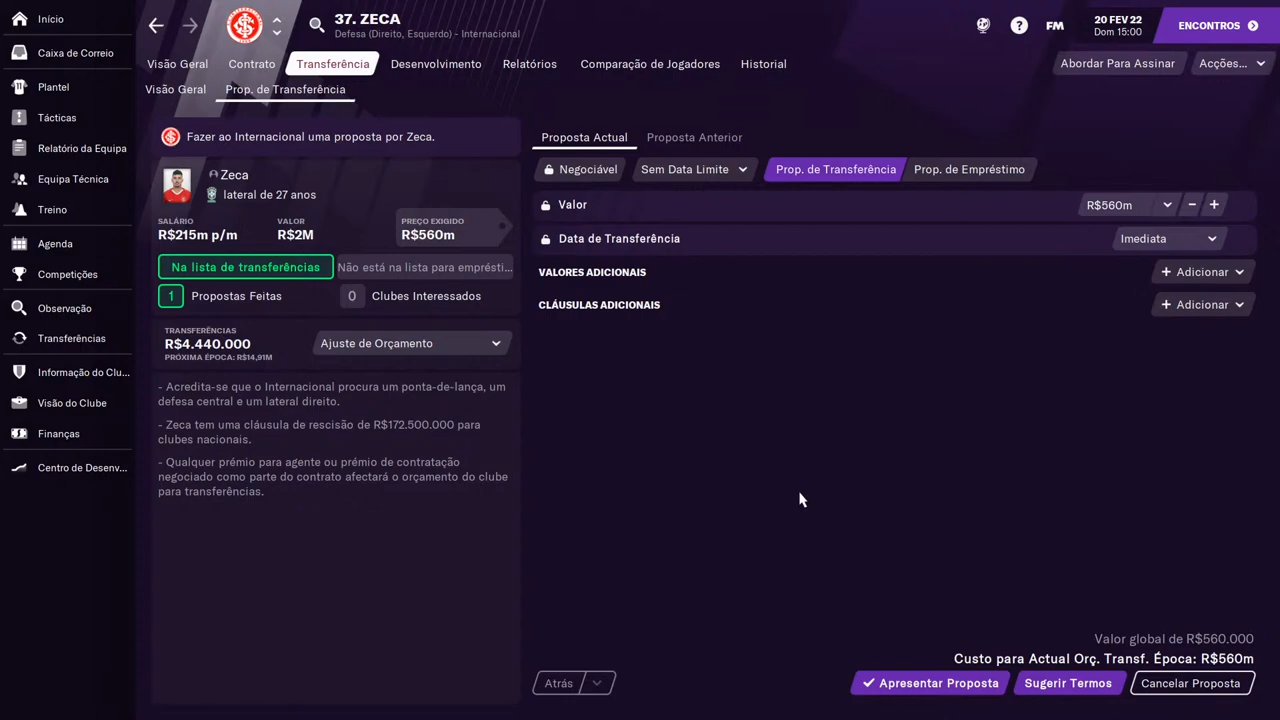 Início
Caixa de Correio
Plantel
Tácticas
Relatório da Equipa
Equipa Técnica
Treino
Agenda
Competições
Observação
Transferências
Informação do Clu...
Visão do Clube
Finanças
Centro de Desenv...
37. ZECA
Defesa (Direito, Esquerdo) - Internacional
FM
20 FEV 22
Dom 15:00
ENCONTROS
Visão Geral
Contrato
Transferência
Desenvolvimento
Relatórios
Comparação de Jogadores
Historial
Abordar Para Assinar
Acções...
Visão Geral
Prop. de Transferência
Fazer ao Internacional uma proposta por Zeca.
Zeca
lateral de 27 anos
SALÁRIO
R$215m p/m
VALOR
R$2M
PREÇO EXIGIDO
R$560m
Na lista de transferências
Não está na lista para emprésti...
1 Propostas Feitas
0 Clubes Interessados
TRANSFERÊNCIAS
R$4.440.000
PRÓXIMA ÉPOCA: R$14,91M
Ajuste de Orçamento
- Acredita-se que o Internacional procura um ponta-de-lança, um
defesa central e um lateral direito.
- Zeca tem uma cláusula de rescisão de R$172.500.000 para
clubes nacionais.
- Qualquer prémio para agente ou prémio de contratação
negociado como parte do contrato afectará o orçamento do clube
para transferências.
Proposta Actual
Proposta Anterior
Negociável
Sem Data Limite
Prop. de Transferência
Prop. de Empréstimo
Valor
R$560m
Data de Transferência
Imediata
VALORES ADICIONAIS
+ Adicionar
CLÁUSULAS ADICIONAIS
+ Adicionar
Valor global de R$560.000
Custo para Actual Orç. Transf. Época: R$560m
Atrás
Apresentar Proposta
Sugerir Termos
Cancelar Proposta